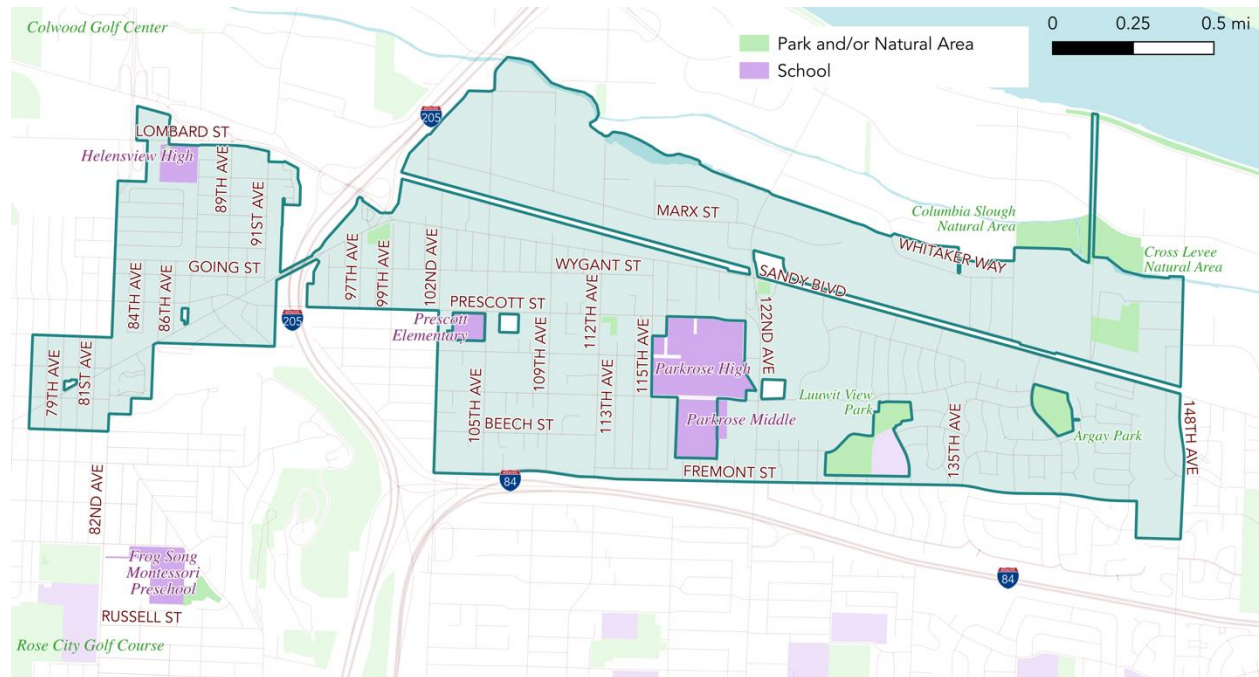 Colwood Golf Center
0 0.25 0.5 mi
Park and/or Natural Area
School
205
LOMBARD ST
Helensview High
89TH AVE
91ST AVE
MARX ST
Columbia Slough
Natural Area
WHITAKER WAY
Cross Levee
Natural Area
GOING ST
84TH AVE
86TH AVE
97TH AVE
99TH AVE
102ND AVE
WYGANT ST
SANDY BLVD
PRESCOTT ST
205
Prescott
Elementary
109TH AVE
112TH AVE
115TH AVE
122ND AVE
79TH AVE
81ST AVE
Parkrose High
105TH AVE
113TH AVE
BEECH ST
Parkrose Middle
Luuwit View
Park
135TH AVE
Argay Park
148TH AVE
FREMONT ST
84
82ND AVE
Frog Song
Montessori
Preschool
84
RUSSELL ST
Rose City Golf Course